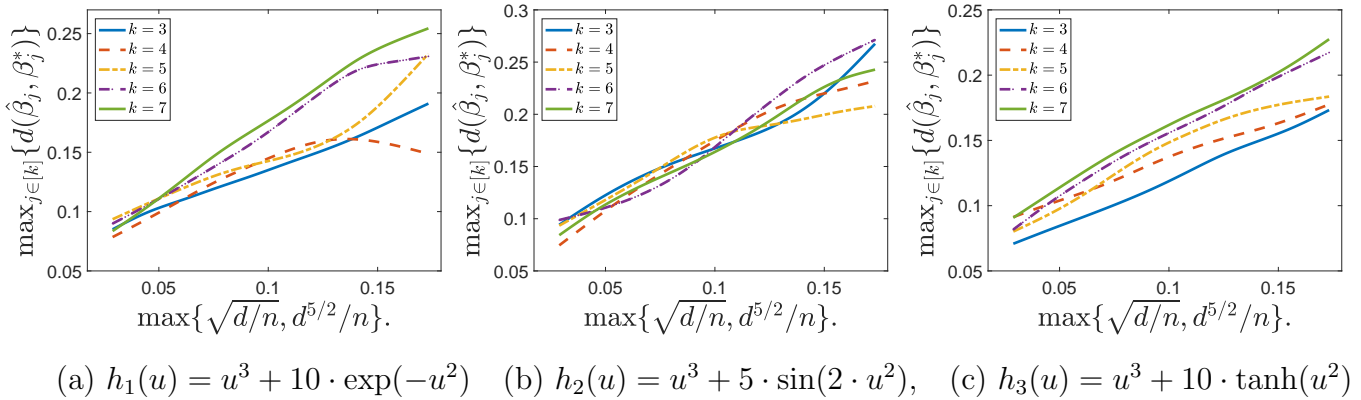 max_{j∈[k]}{d(β̂_j, β_j^*)}
0.25
0.2
0.15
0.1
0.05
k = 3
k = 4
k = 5
k = 6
k = 7
0.05 0.1 0.15
max{√d/n, d^{5/2}/n}.
(a) h_1(u) = u^3 + 10 · exp(−u^2)
max_{j∈[k]}{d(β̂_j, β_j^*)}
0.3
0.25
0.2
0.15
0.1
0.05
k = 3
k = 4
k = 5
k = 6
k = 7
0.05 0.1 0.15
max{√d/n, d^{5/2}/n}.
(b) h_2(u) = u^3 + 5 · sin(2 · u^2),
max_{j∈[k]}{d(β̂_j, β_j^*)}
0.25
0.2
0.15
0.1
0.05
k = 3
k = 4
k = 5
k = 6
k = 7
0.05 0.1 0.15
max{√d/n, d^{5/2}/n}.
(c) h_3(u) = u^3 + 10 · tanh(u^2)